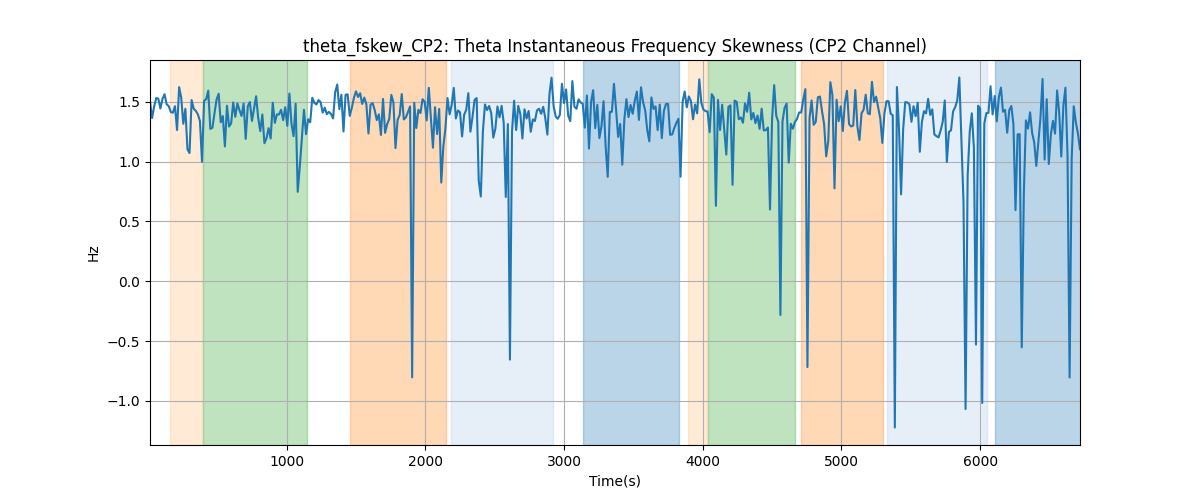 theta_fskew_CP2: Theta Instantaneous Frequency Skewness (CP2 Channel)
Hz
1.5
1.0
0.5
0.0
−0.5
−1.0
1000 2000 3000 4000 5000 6000
Time(s)